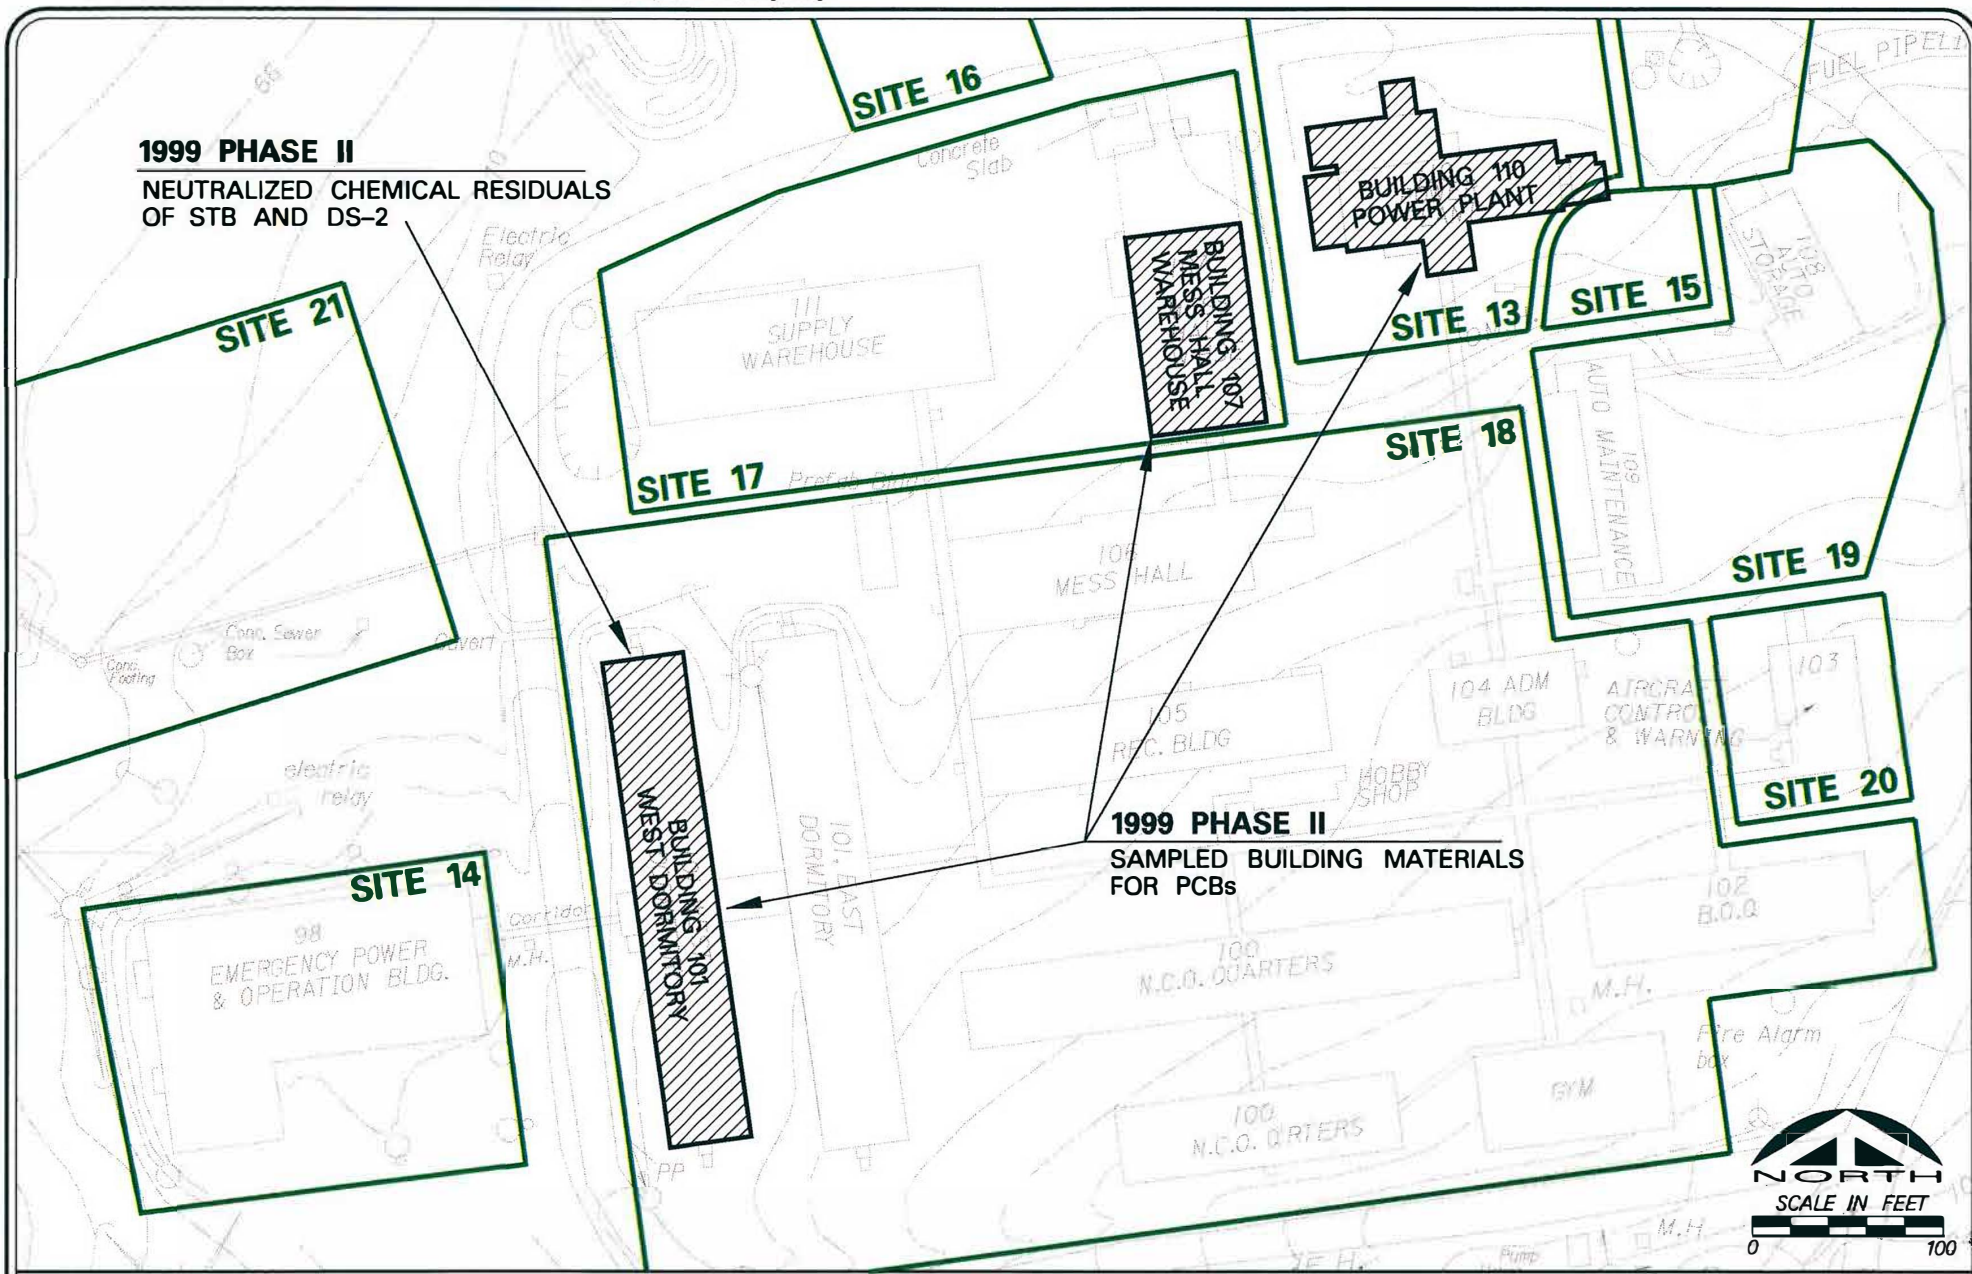 SITE 16
FUEL PIPELI
65
1999 PHASE II
NEUTRALIZED CHEMICAL RESIDUALS
OF STB AND DS-2
Concrete
Slab
BUILDING 110
POWER PLANT
Electric
Relay
108
AUTO
STORAGE
SITE 21
111
SUPPLY
WAREHOUSE
BUILDING 107
MESS HALL
WAREHOUSE
SITE 13
SITE 15
SITE 17
SITE 18
109
AUTO MAINTENANCE
106
MESS HALL
SITE 19
Conc. Sewer
Box
Conc.
Footing
104 ADM
BLDG
AIRCRA
CONTRO
& WARNING
103
105
REC. BLDG
electric
relay
HOBBY
SHOP
SITE 20
BUILDING 101
WEST DORMITORY
101 EAST
DORMITORY
1999 PHASE II
SAMPLED BUILDING MATERIALS
FOR PCBs
SITE 14
98
EMERGENCY POWER
& OPERATION BLDG.
Corridor
M.H.
102
B.O.Q
100
N.C.O. QUARTERS
M.H.
Fire Alarm
box
GYM
100
N.C.O. QRTERS
PP
NORTH
SCALE IN FEET
0 100
M.H
Pump